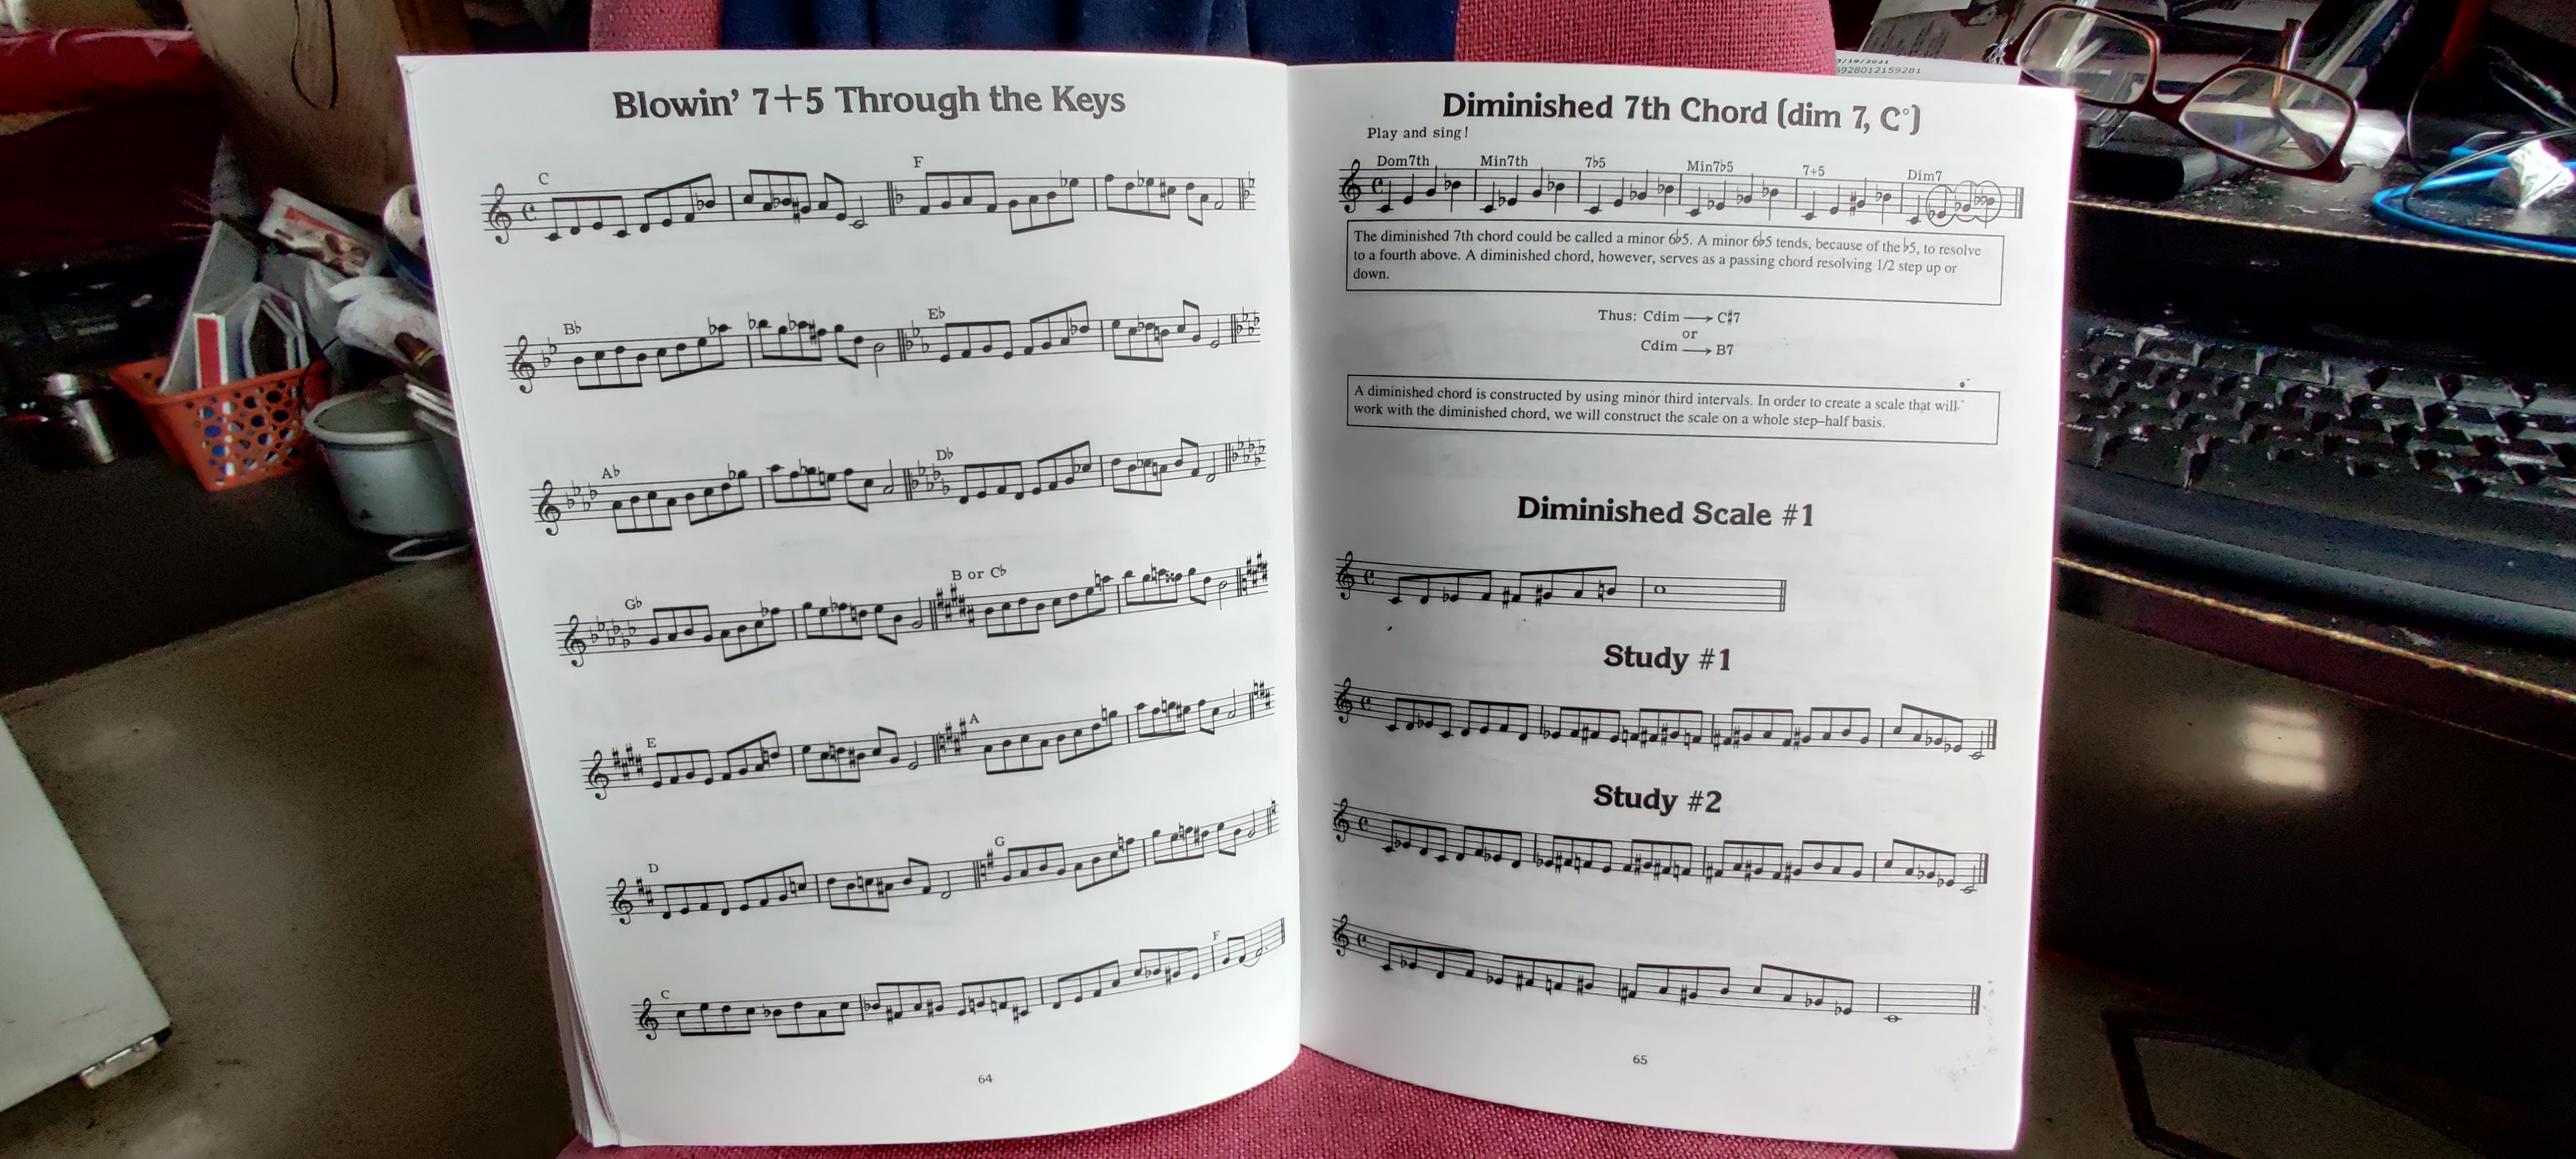 Blowin' 7+5 Through the Keys
C
F
B♭
E♭
A♭
D♭
G♭
B or C♭
E
A
D
G
C
F
64
3/19/2021
5928012159281
Diminished 7th Chord (dim 7, C°)
Play and sing!
Dom7th Min7th 7♭5 Min7♭5 7+5 Dim7
The diminished 7th chord could be called a minor 6♭5. A minor 6♭5 tends, because of the ♭5, to resolve
to a fourth above. A diminished chord, however, serves as a passing chord resolving 1/2 step up or
down.
Thus: Cdim → C♯7
or
Cdim → B7
A diminished chord is constructed by using minor third intervals. In order to create a scale that will
work with the diminished chord, we will construct the scale on a whole step–half basis.
Diminished Scale #1
Study #1
Study #2
65